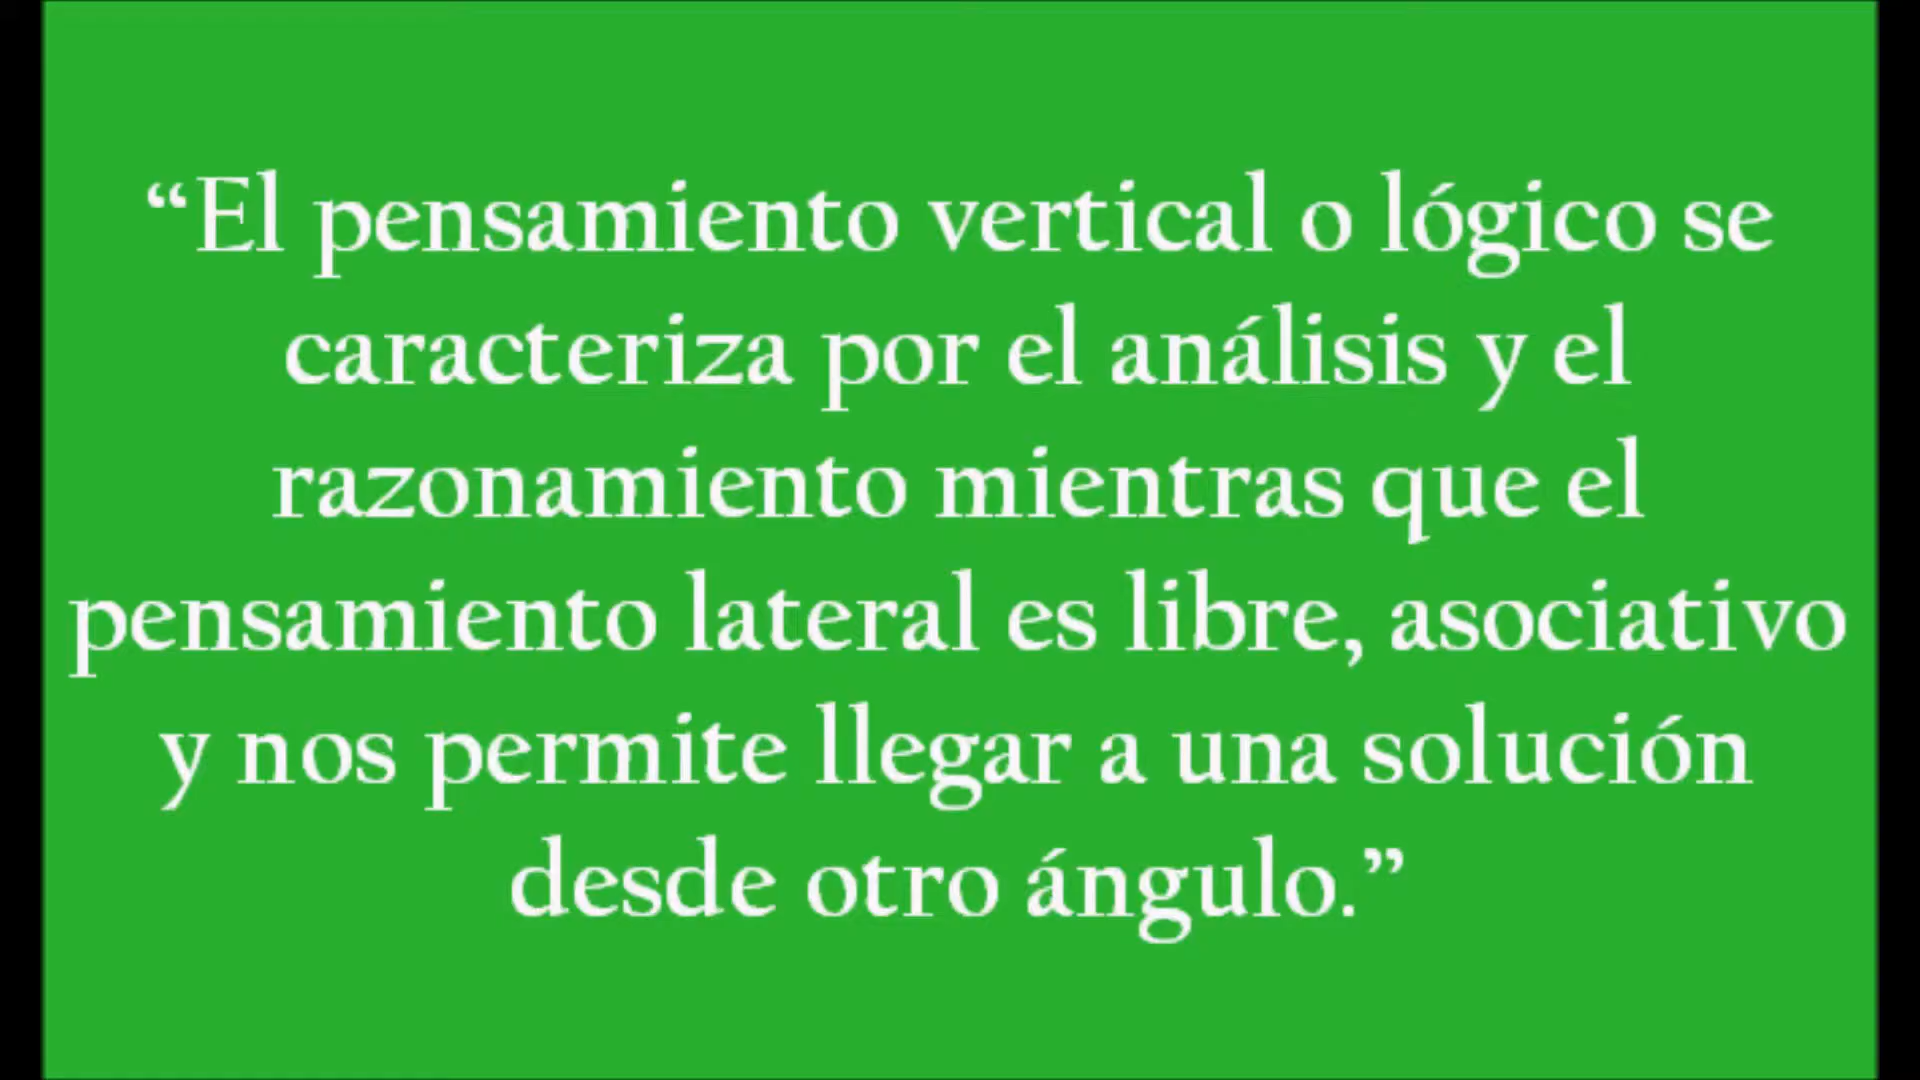 “El pensamiento vertical o lógico se
caracteriza por el análisis y el
razonamiento mientras que el
pensamiento lateral es libre, asociativo
y nos permite llegar a una solución
desde otro ángulo.”